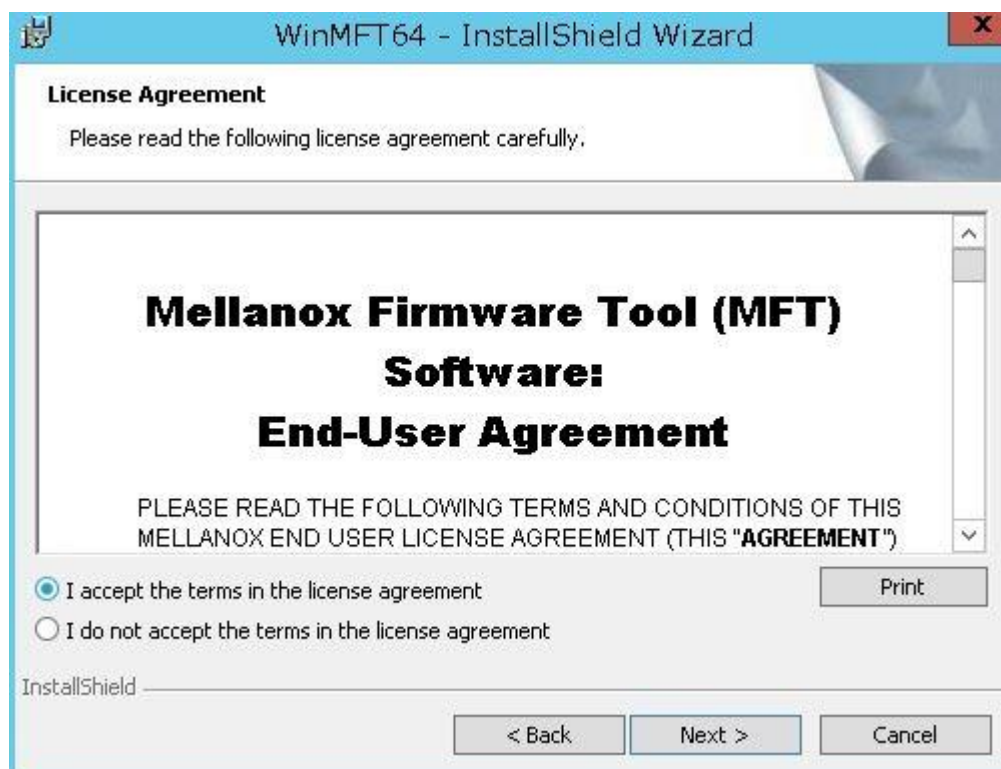 WinMFT64 - InstallShield Wizard
x
License Agreement
Please read the following license agreement carefully.
Mellanox Firmware Tool (MFT)
Software:
End-User Agreement
PLEASE READ THE FOLLOWING TERMS AND CONDITIONS OF THIS
MELLANOX END USER LICENSE AGREEMENT (THIS "AGREEMENT")
I accept the terms in the license agreement
Print
I do not accept the terms in the license agreement
InstallShield
< Back
Next >
Cancel